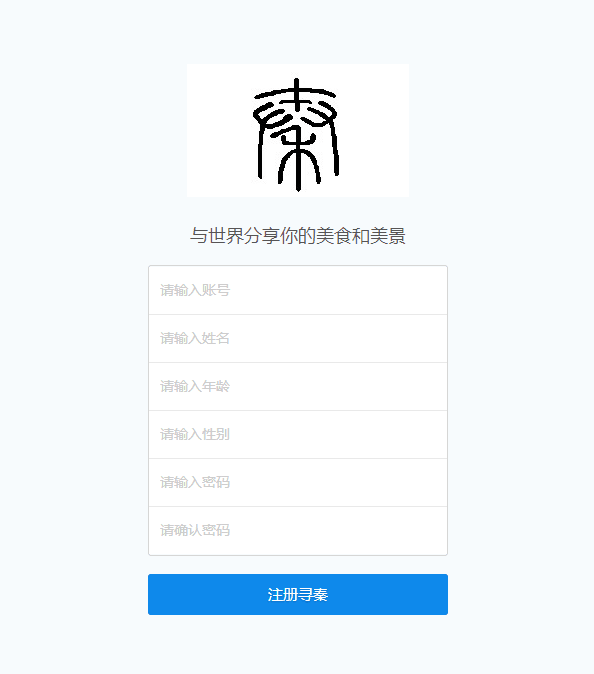 秦
与世界分享你的美食和美景
请输入账号
请输入姓名
请输入年龄
请输入性别
请输入密码
请确认密码
注册寻秦